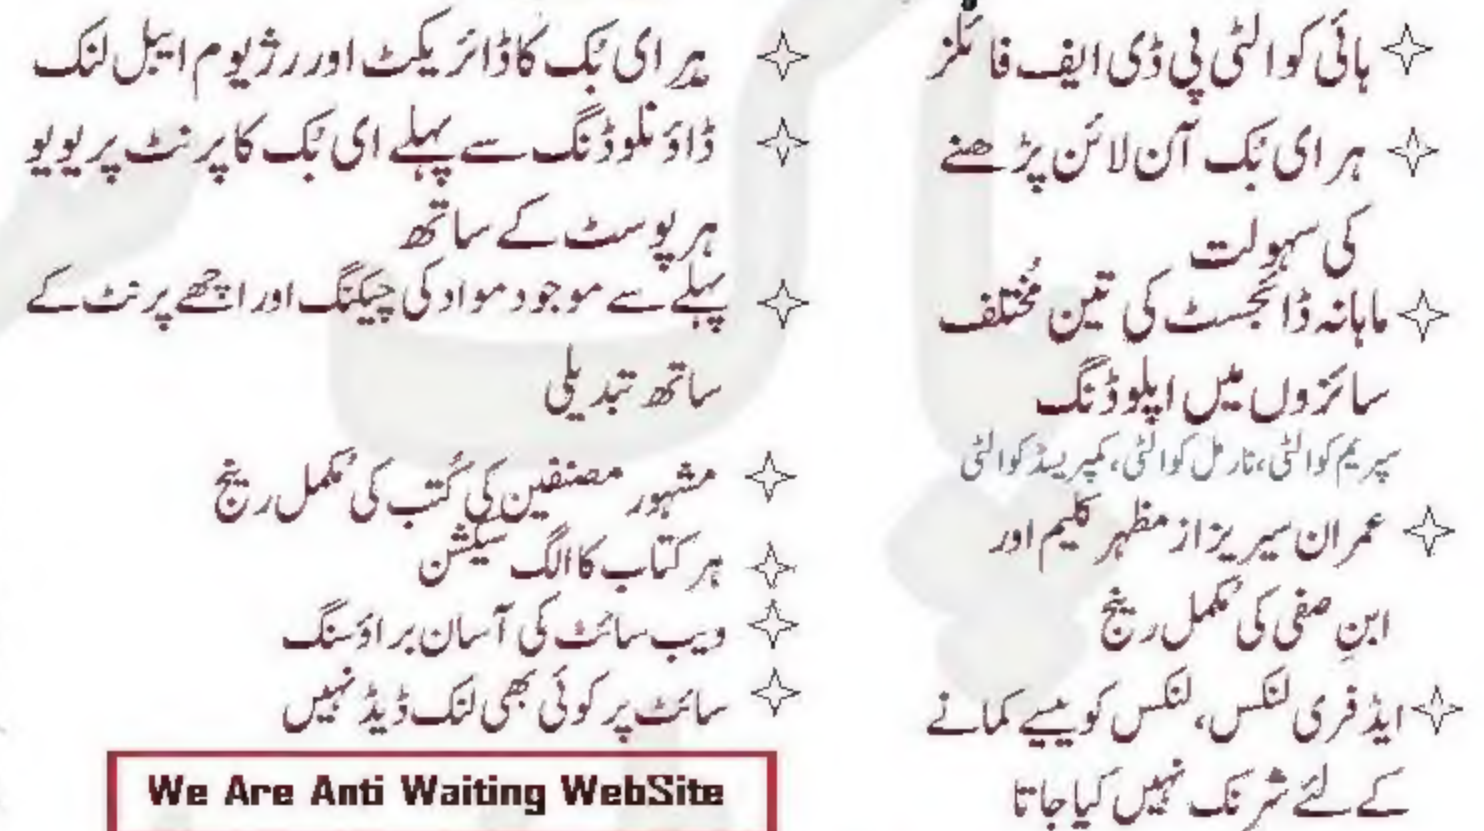 ہائی کوالٹی پی ڈی ایف فائلز
ہر ای بُک آن لائن پڑھنے
کی سہولت
ماہانہ ڈائجسٹ کی تین مُختلف
سائزوں میں اپلوڈنگ
سپریم کوالٹی، نارمل کوالٹی، کمپریسڈ کوالٹی
عمران سیریز از مظہر کلیم اور
ابنِ صفی کی مُکمل رینج
ایڈ فری لنکس، لنکس کو پیسے کمانے
کے لئے شرنک نہیں کیا جاتا
پیر ای بُک کا ڈائریکٹ اور رژیوم ایبل لنک
ڈاؤنلوڈنگ سے پہلے ای بُک کا پرنٹ پریویو
ہر پوسٹ کے ساتھ
پہلے سے موجود مواد کی چیکنگ اور اچھے پرنٹ کے
ساتھ تبدیلی
مشہور مصنفین کی کُتب کی مُکمل رینج
ہر کتاب کا الگ سیکشن
ویب سائٹ کی آسان براؤسنگ
سائٹ پر کوئی بھی لنک ڈیڈ نہیں
We Are Anti Waiting WebSite